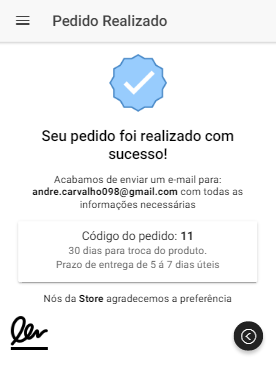 Pedido Realizado
Seu pedido foi realizado com
sucesso!
Acabamos de enviar um e-mail para:
andre.carvalho098@gmail.com com todas as
informações necessárias
Código do pedido: 11
30 dias para troca do produto.
Prazo de entrega de 5 á 7 dias úteis
Nós da Store agradecemos a preferência